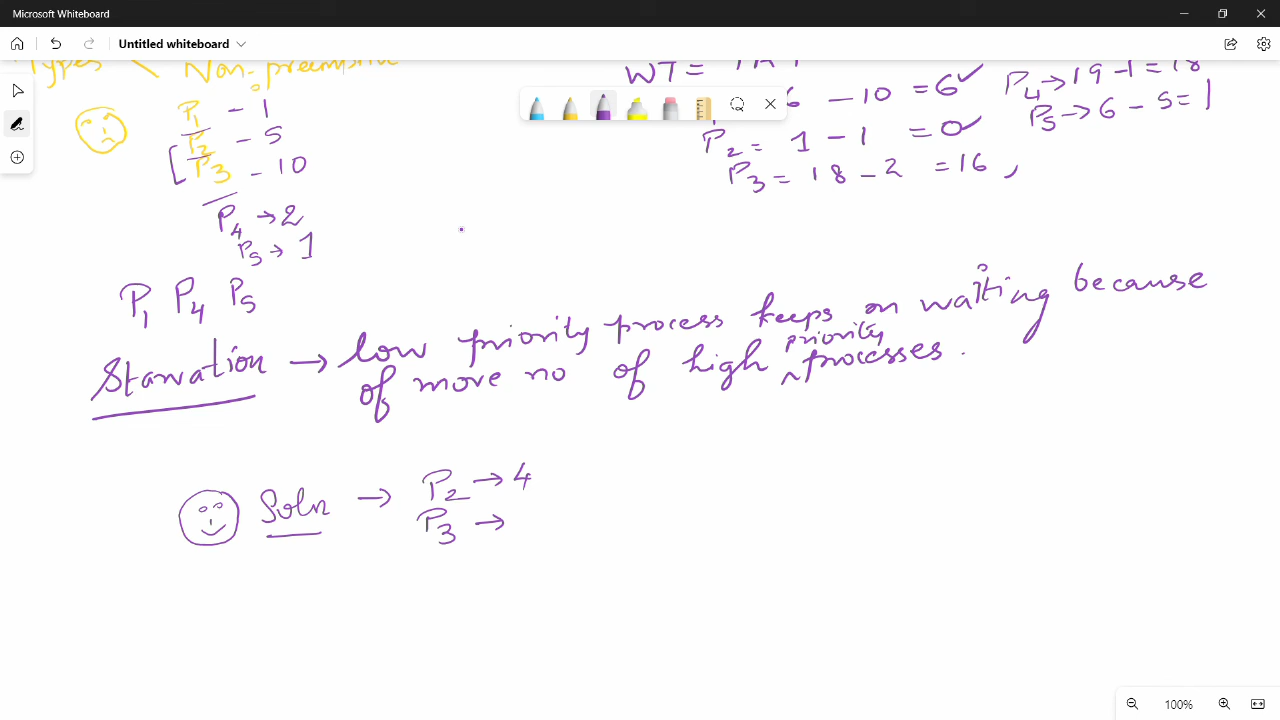 Microsoft Whiteboard
Untitled whiteboard
Types Non-preemptive
P1 - 1
P2 - 5
P3 - 10
P4 → 2
P5 → 1
P1 P4 P5
WT =
- 10 = 6 ✓
P2 = 1 - 1 = 0 ✓
P3 = 18 - 2 = 16 ,
P4 → 19 - 1 = 18
P5 → 6 - 5 = 1
Starvation → low priority process keeps on waiting because
of more no of high priority processes .
Soln → P2 → 4
P3 →
100%